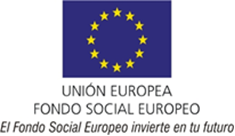 UNIÓN EUROPEA
FONDO SOCIAL EUROPEO
El Fondo Social Europeo invierte en tu futuro